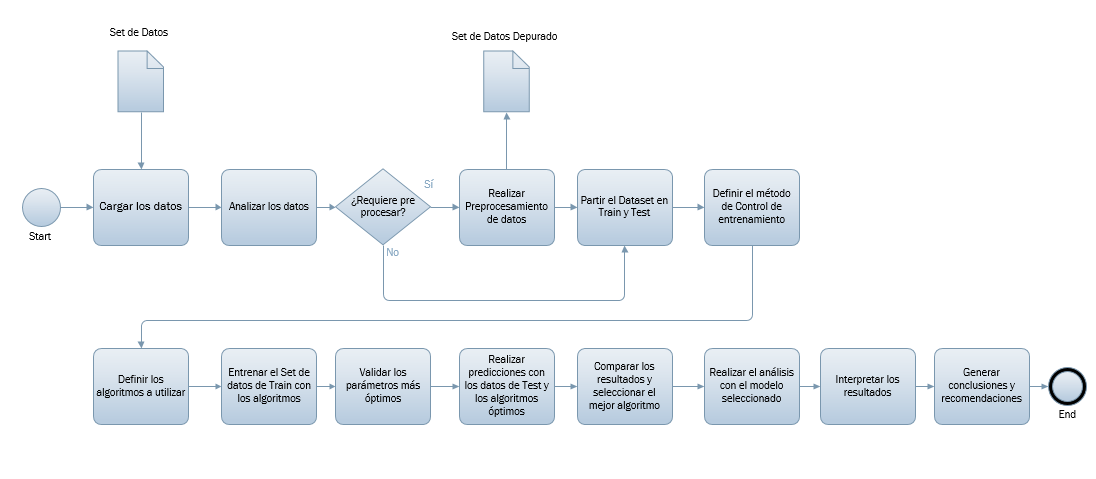 Set de Datos
Set de Datos Depurado
Start
Cargar los datos
Analizar los datos
¿Requiere pre
procesar?
Sí
No
Realizar
Preprocesamiento
de datos
Partir el Dataset en
Train y Test
Definir el método
de Control de
entrenamiento
Definir los
algoritmos a utilizar
Entrenar el Set de
datos de Train con
los algoritmos
Validar los
parámetros más
óptimos
Realizar
predicciones con
los datos de Test y
los algoritmos
óptimos
Comparar los
resultados y
seleccionar el
mejor algoritmo
Realizar el análisis
con el modelo
seleccionado
Interpretar los
resultados
Generar
conclusiones y
recomendaciones
End